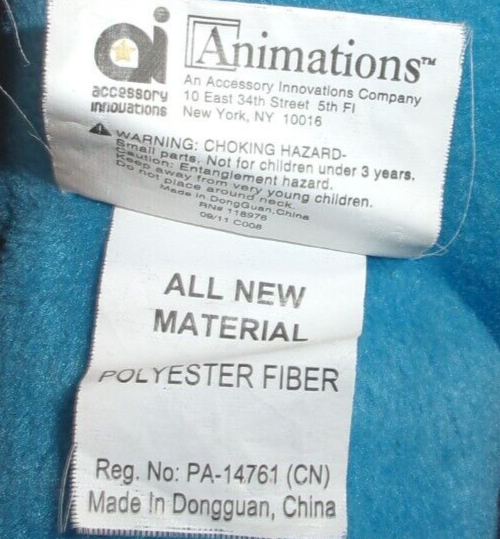 ai
accessory
innovations
Animations™
An Accessory Innovations Company
10 East 34th Street 5th Fl
New York, NY 10016
WARNING: CHOKING HAZARD-
Small parts. Not for children under 3 years.
Caution: Entanglement hazard.
Keep away from very young children.
Do not place around neck.
Made in DongGuan,China
RN# 118978
09/11 C008
ALL NEW
MATERIAL
POLYESTER FIBER
Reg. No: PA-14761 (CN)
Made In Dongguan, China